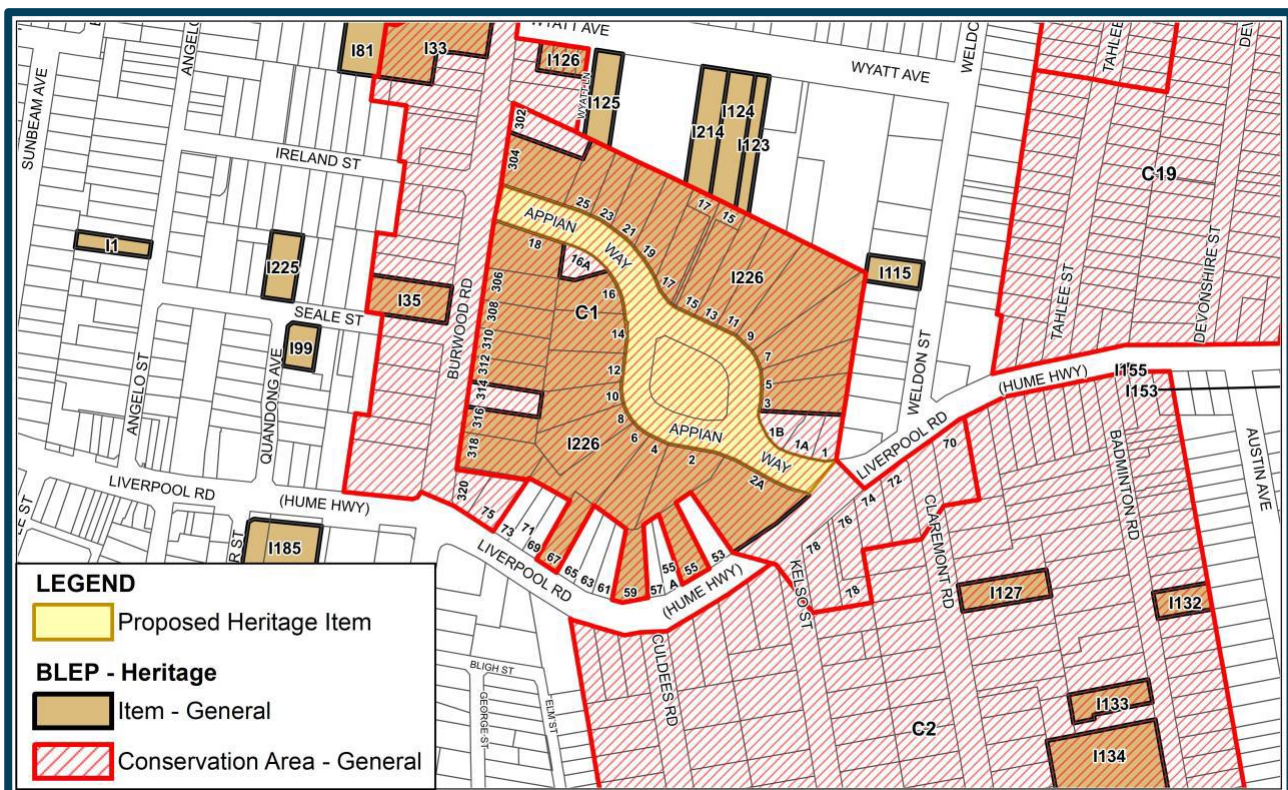 WYATT AVE
WELDC
TAHLEE
DEV
ANGELO
SUNBEAM AVE
I81
I33
I126
WYATT LN
I125
WYATT AVE
I124
I214
I123
C19
302
304
IRELAND ST
17
15
25
23
21
19
APPIAN
WAY
18
16A
17
I226
I115
I1
I225
I35
306
16
C1
15
13
11
9
SEALE ST
BURWOOD RD
308
14
7
TAHLEE ST
DEVONSHIRE ST
I99
310
312
12
5
WELDON ST
(HUME HWY)
I155
ANGELO ST
QUANDONG AVE
314
10
3
I153
316
8
1B
318
I226
6
APPIAN
1A
1
LIVERPOOL RD
70
4
2
WAY
BADMINTON RD
AUSTIN AVE
LIVERPOOL RD
(HUME HWY)
320
75
73
71
69
67
65
63
61
59
57
55
A
55
53
2A
72
74
76
78
78
CLAREMONT RD
I185
LIVERPOOL RD
(HUME HWY)
KELSO ST
I127
I132
CULDEES RD
BLIGH ST
GEORGE ST
ELM ST
C2
I133
I134
LEGEND
Proposed Heritage Item
BLEP - Heritage
Item - General
Conservation Area - General